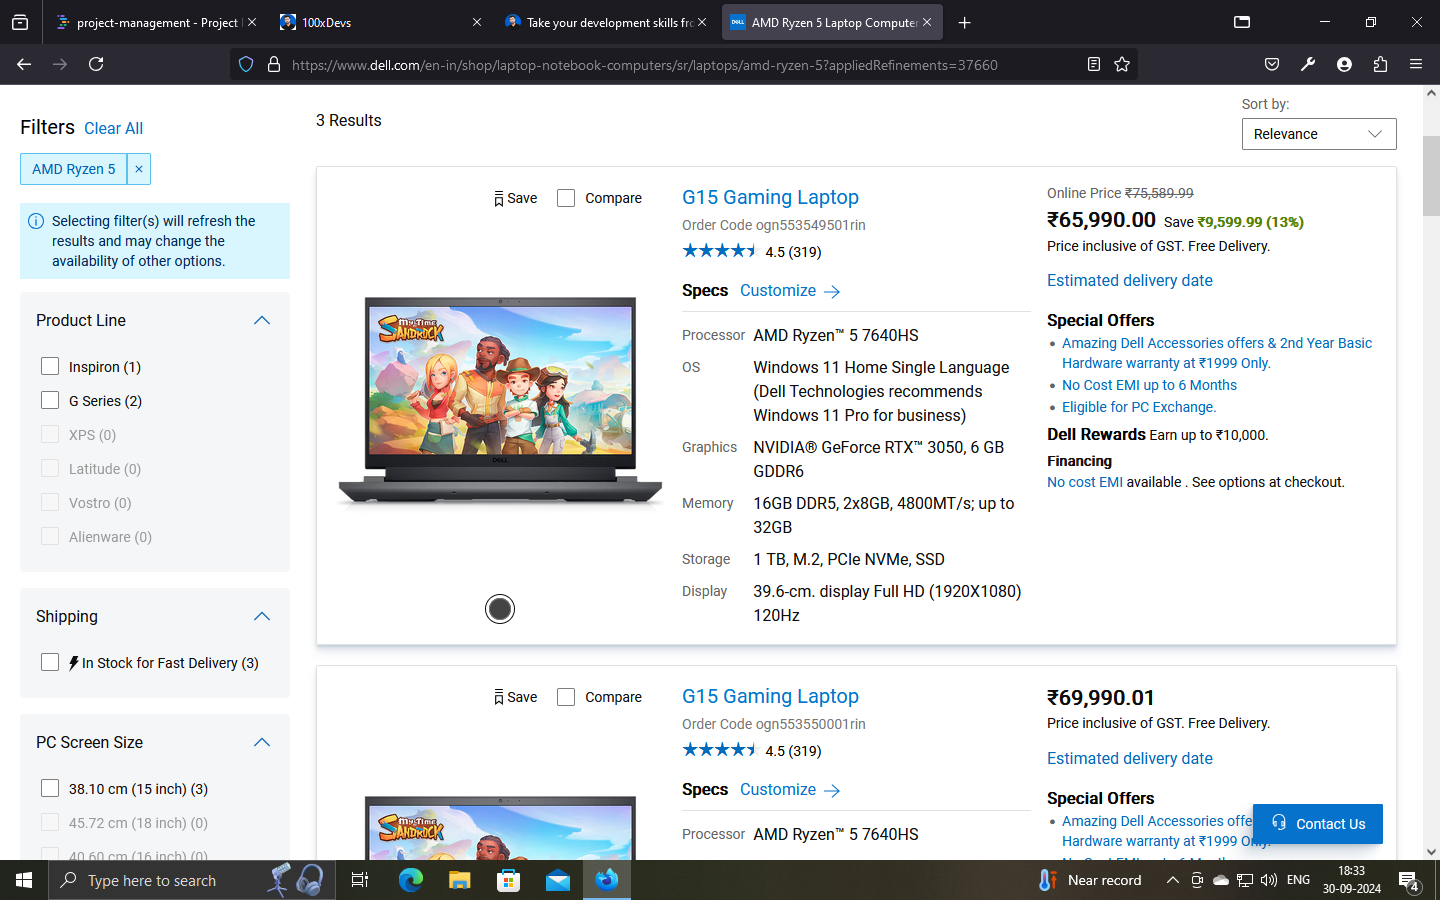 project-management - Project
100xDevs
Take your development skills fro
AMD Ryzen 5 Laptop Computer
https://www.dell.com/en-in/shop/laptop-notebook-computers/sr/laptops/amd-ryzen-5?appliedRefinements=37660
Filters Clear All
AMD Ryzen 5 ×
Selecting filter(s) will refresh the
results and may change the
availability of other options.
Product Line
Inspiron (1)
G Series (2)
XPS (0)
Latitude (0)
Vostro (0)
Alienware (0)
Shipping
In Stock for Fast Delivery (3)
PC Screen Size
38.10 cm (15 inch) (3)
45.72 cm (18 inch) (0)
40.60 cm (16 inch) (0)
3 Results
Sort by:
Relevance
Save Compare
MY TIME
SANDROCK
DELL
G15 Gaming Laptop
Order Code ogn553549501rin
4.5 (319)
Specs Customize
Processor AMD Ryzen™ 5 7640HS
OS Windows 11 Home Single Language
(Dell Technologies recommends
Windows 11 Pro for business)
Graphics NVIDIA® GeForce RTX™ 3050, 6 GB
GDDR6
Memory 16GB DDR5, 2x8GB, 4800MT/s; up to
32GB
Storage 1 TB, M.2, PCIe NVMe, SSD
Display 39.6-cm. display Full HD (1920X1080)
120Hz
Online Price ₹75,589.99
₹65,990.00 Save ₹9,599.99 (13%)
Price inclusive of GST. Free Delivery.
Estimated delivery date
Special Offers
• Amazing Dell Accessories offers & 2nd Year Basic
Hardware warranty at ₹1999 Only.
• No Cost EMI up to 6 Months
• Eligible for PC Exchange.
Dell Rewards Earn up to ₹10,000.
Financing
No cost EMI available . See options at checkout.
Save Compare
MY TIME
SANDROCK
G15 Gaming Laptop
Order Code ogn553550001rin
4.5 (319)
Specs Customize
Processor AMD Ryzen™ 5 7640HS
₹69,990.01
Price inclusive of GST. Free Delivery.
Estimated delivery date
Special Offers
• Amazing Dell Accessories offe
Hardware warranty at ₹1999 Only.
Contact Us
Type here to search
Near record
ENG
18:33
30-09-2024
4